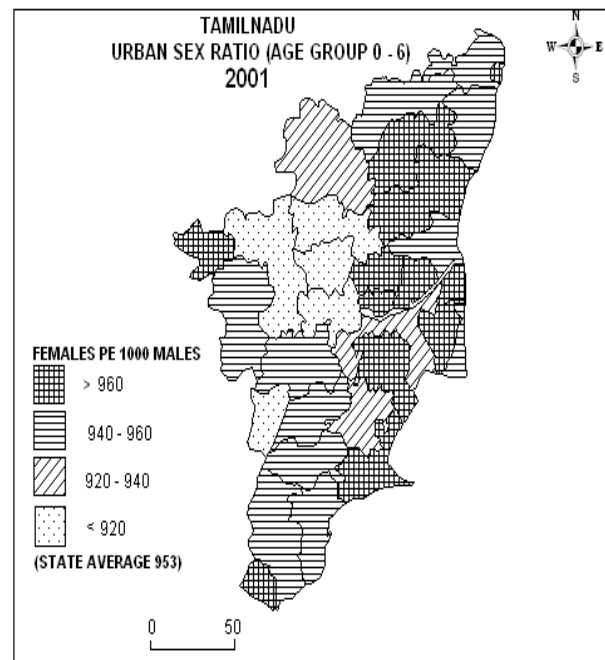 TAMILNADU
URBAN SEX RATIO (AGE GROUP 0 - 6)
2001
N
W E
S
FEMALES PE 1000 MALES
> 960
940 - 960
920 - 940
< 920
(STATE AVERAGE 953)
0 50